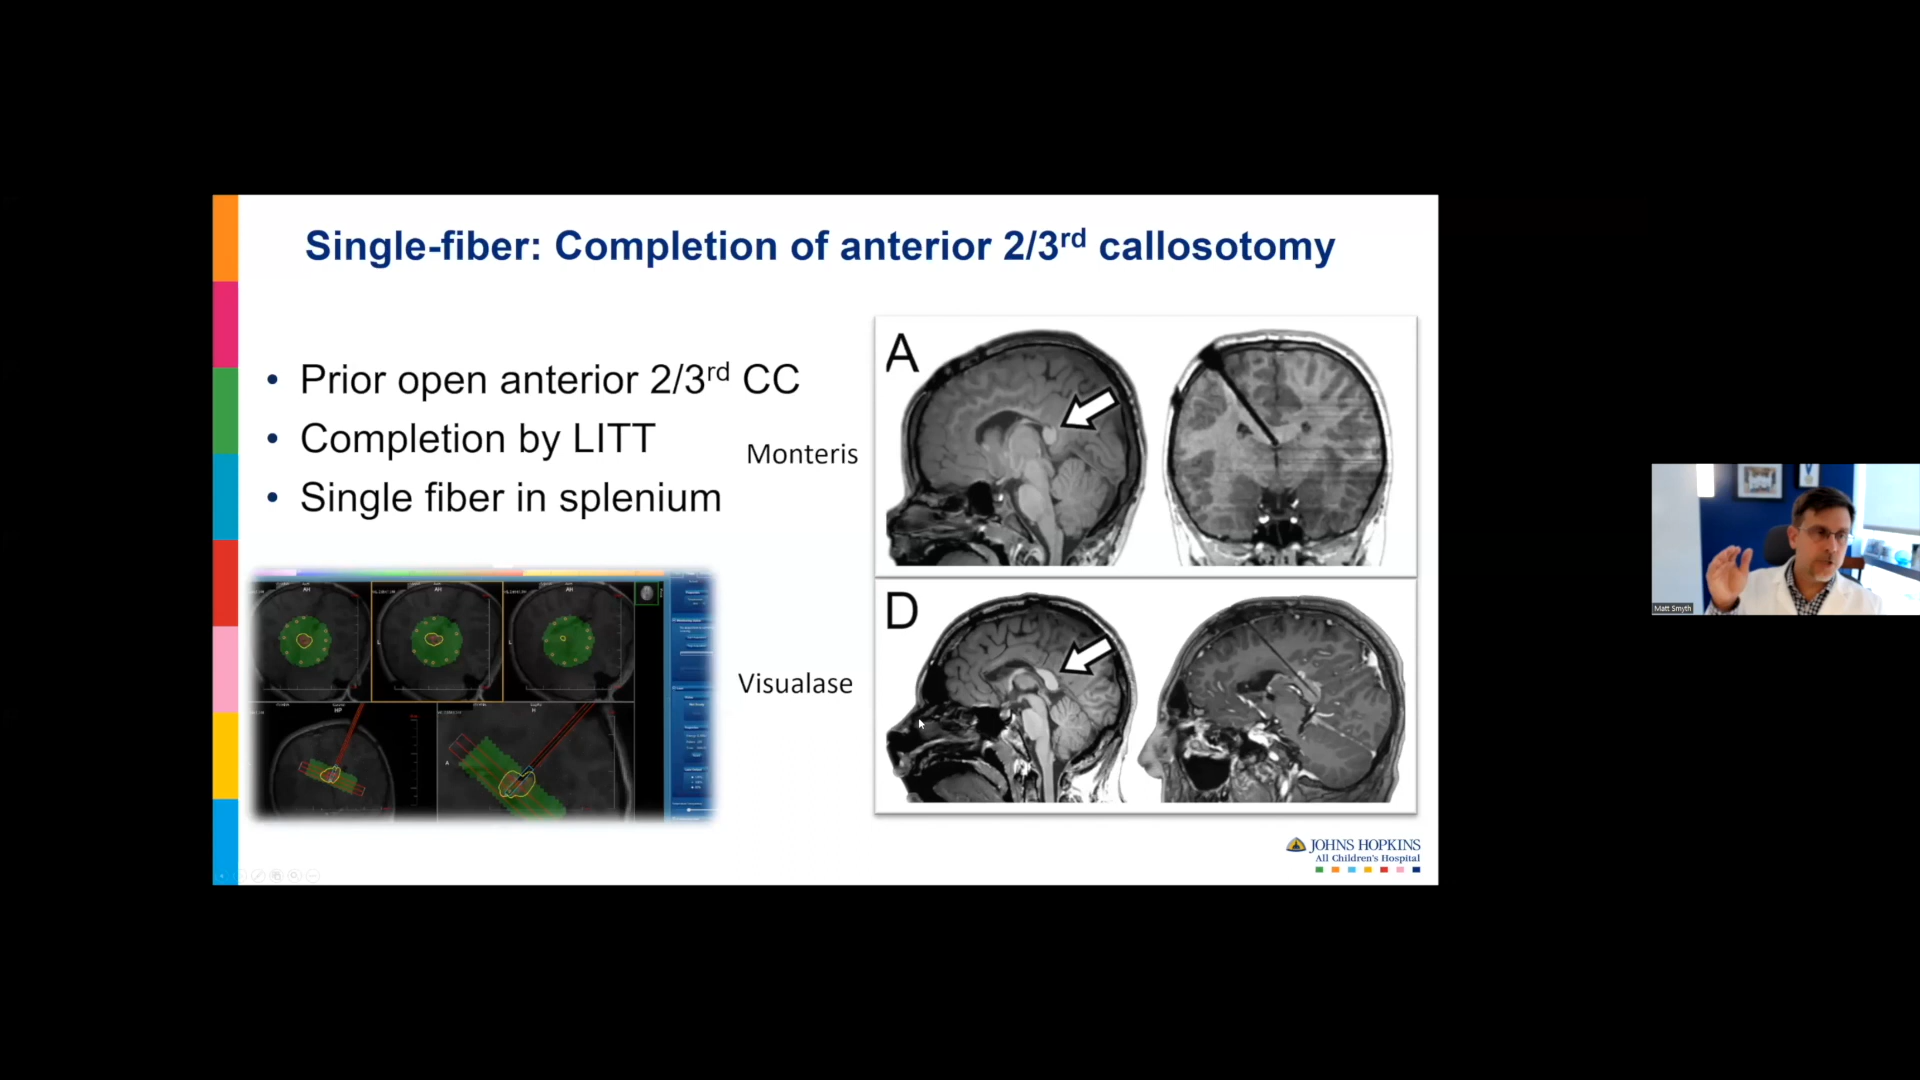 Single-fiber: Completion of anterior 2/3rd callosotomy
• Prior open anterior 2/3rd CC
• Completion by LITT
• Single fiber in splenium
Monteris
Visualase
A
D
JOHNS HOPKINS
All Children's Hospital
Matt Smyth